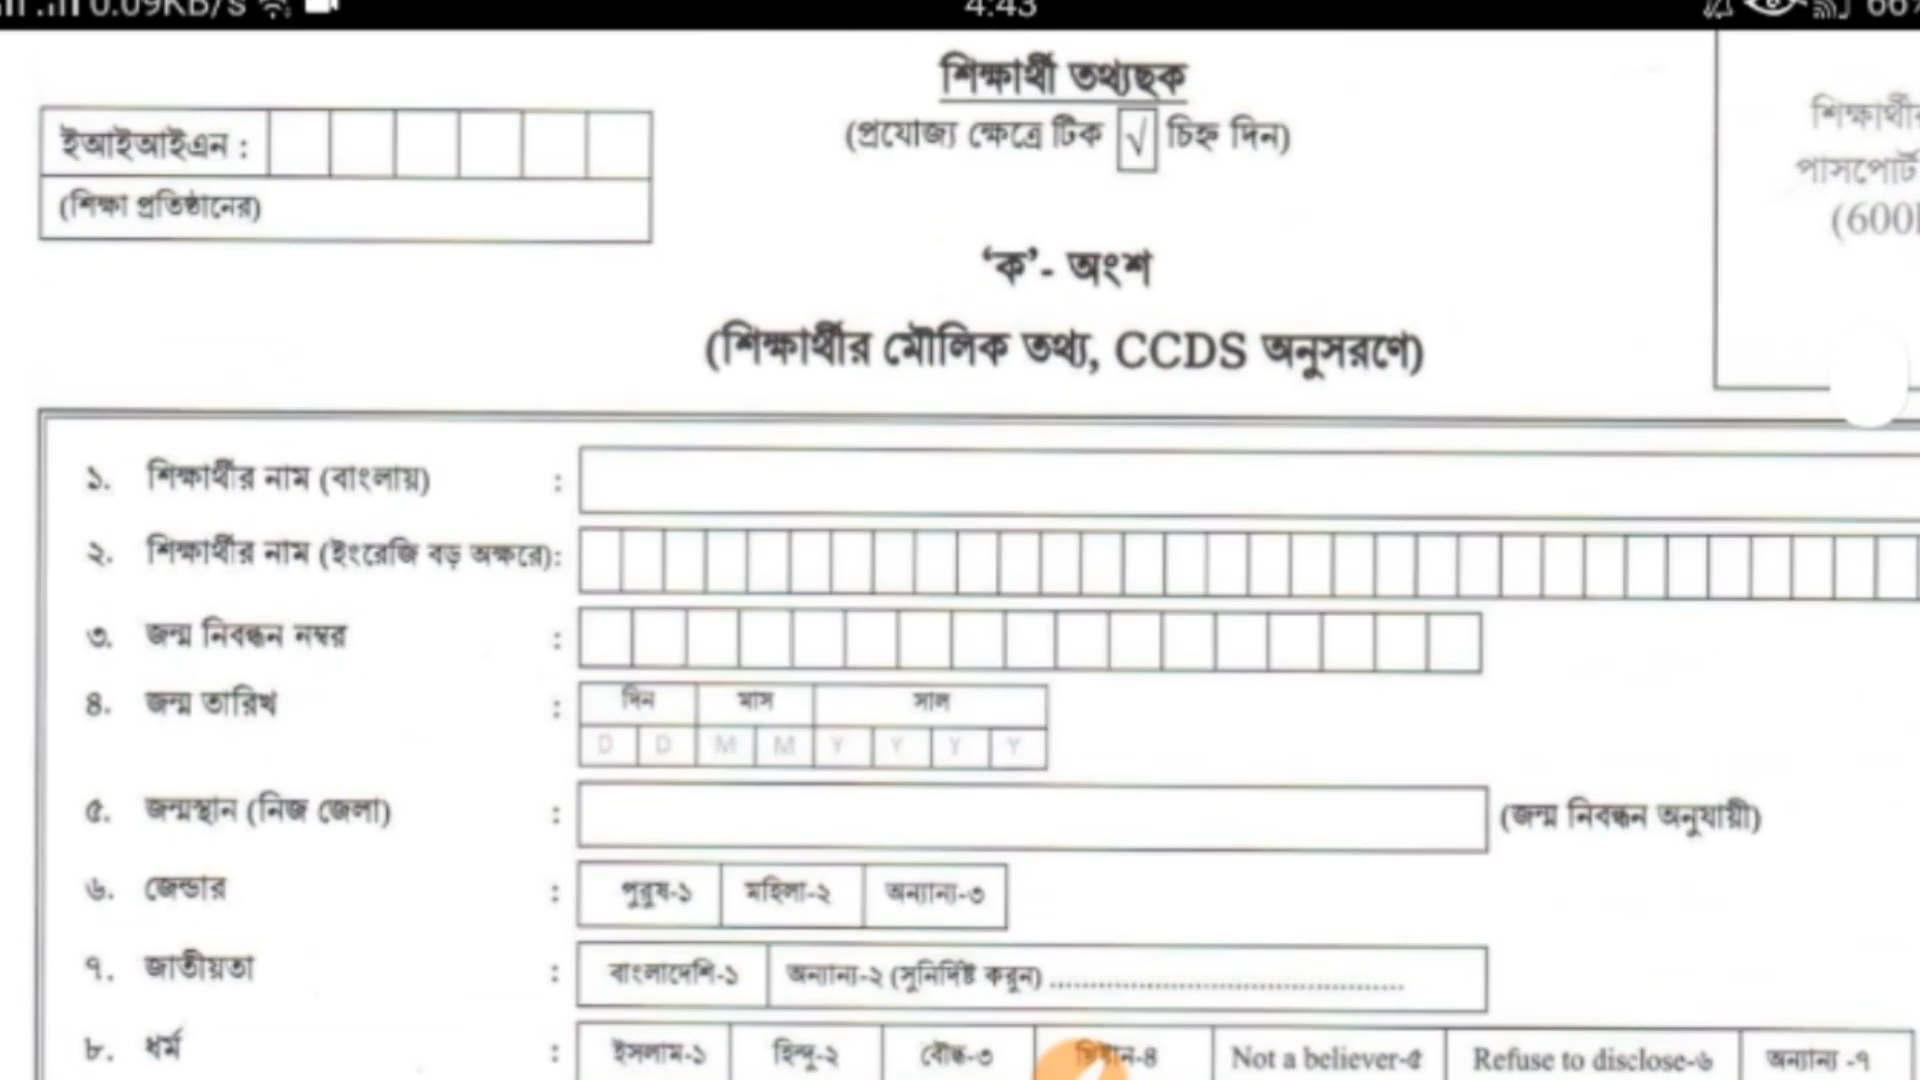 0.09KB/s 4:43 66%
শিক্ষার্থী তথ্যছক
(প্রযোজ্য ক্ষেত্রে টিক √ চিহ্ন দিন)
ইআইআইএন :
(শিক্ষা প্রতিষ্ঠানের)
শিক্ষার্থীর
পাসপোর্ট
(600
‘ক’- অংশ
(শিক্ষার্থীর মৌলিক তথ্য, CCDS অনুসরণে)
১. শিক্ষার্থীর নাম (বাংলায়) :
২. শিক্ষার্থীর নাম (ইংরেজি বড় অক্ষরে):
৩. জন্ম নিবন্ধন নম্বর :
৪. জন্ম তারিখ : দিন মাস সাল
D D M M Y Y Y Y
৫. জন্মস্থান (নিজ জেলা) : (জন্ম নিবন্ধন অনুযায়ী)
৬. জেন্ডার : পুরুষ-১ মহিলা-২ অন্যান্য-৩
৭. জাতীয়তা : বাংলাদেশি-১ অন্যান্য-২ (সুনির্দিষ্ট করুন) ........................................
৮. ধর্ম : ইসলাম-১ হিন্দু-২ বৌদ্ধ-৩ Not a believer-৫ Refuse to disclose-৬ অন্যান্য -৭